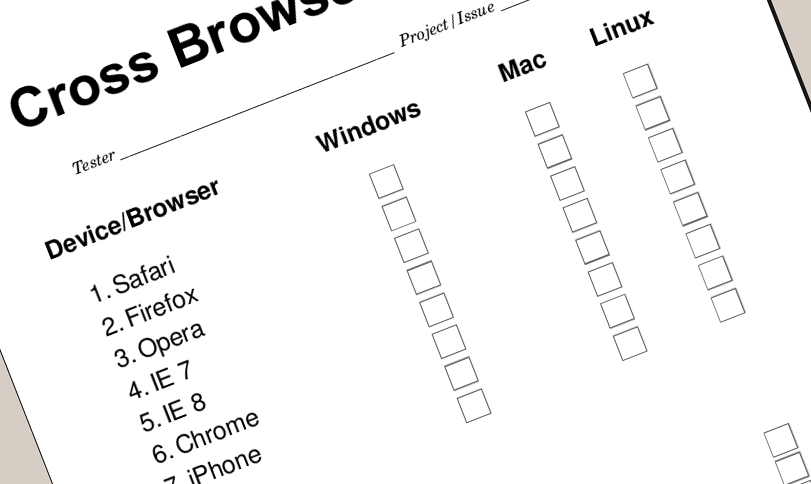 Cross Browse
Tester Project/Issue
Device/Browser Windows Mac Linux
1. Safari
2. Firefox
3. Opera
4. IE 7
5. IE 8
6. Chrome
7. iPhone